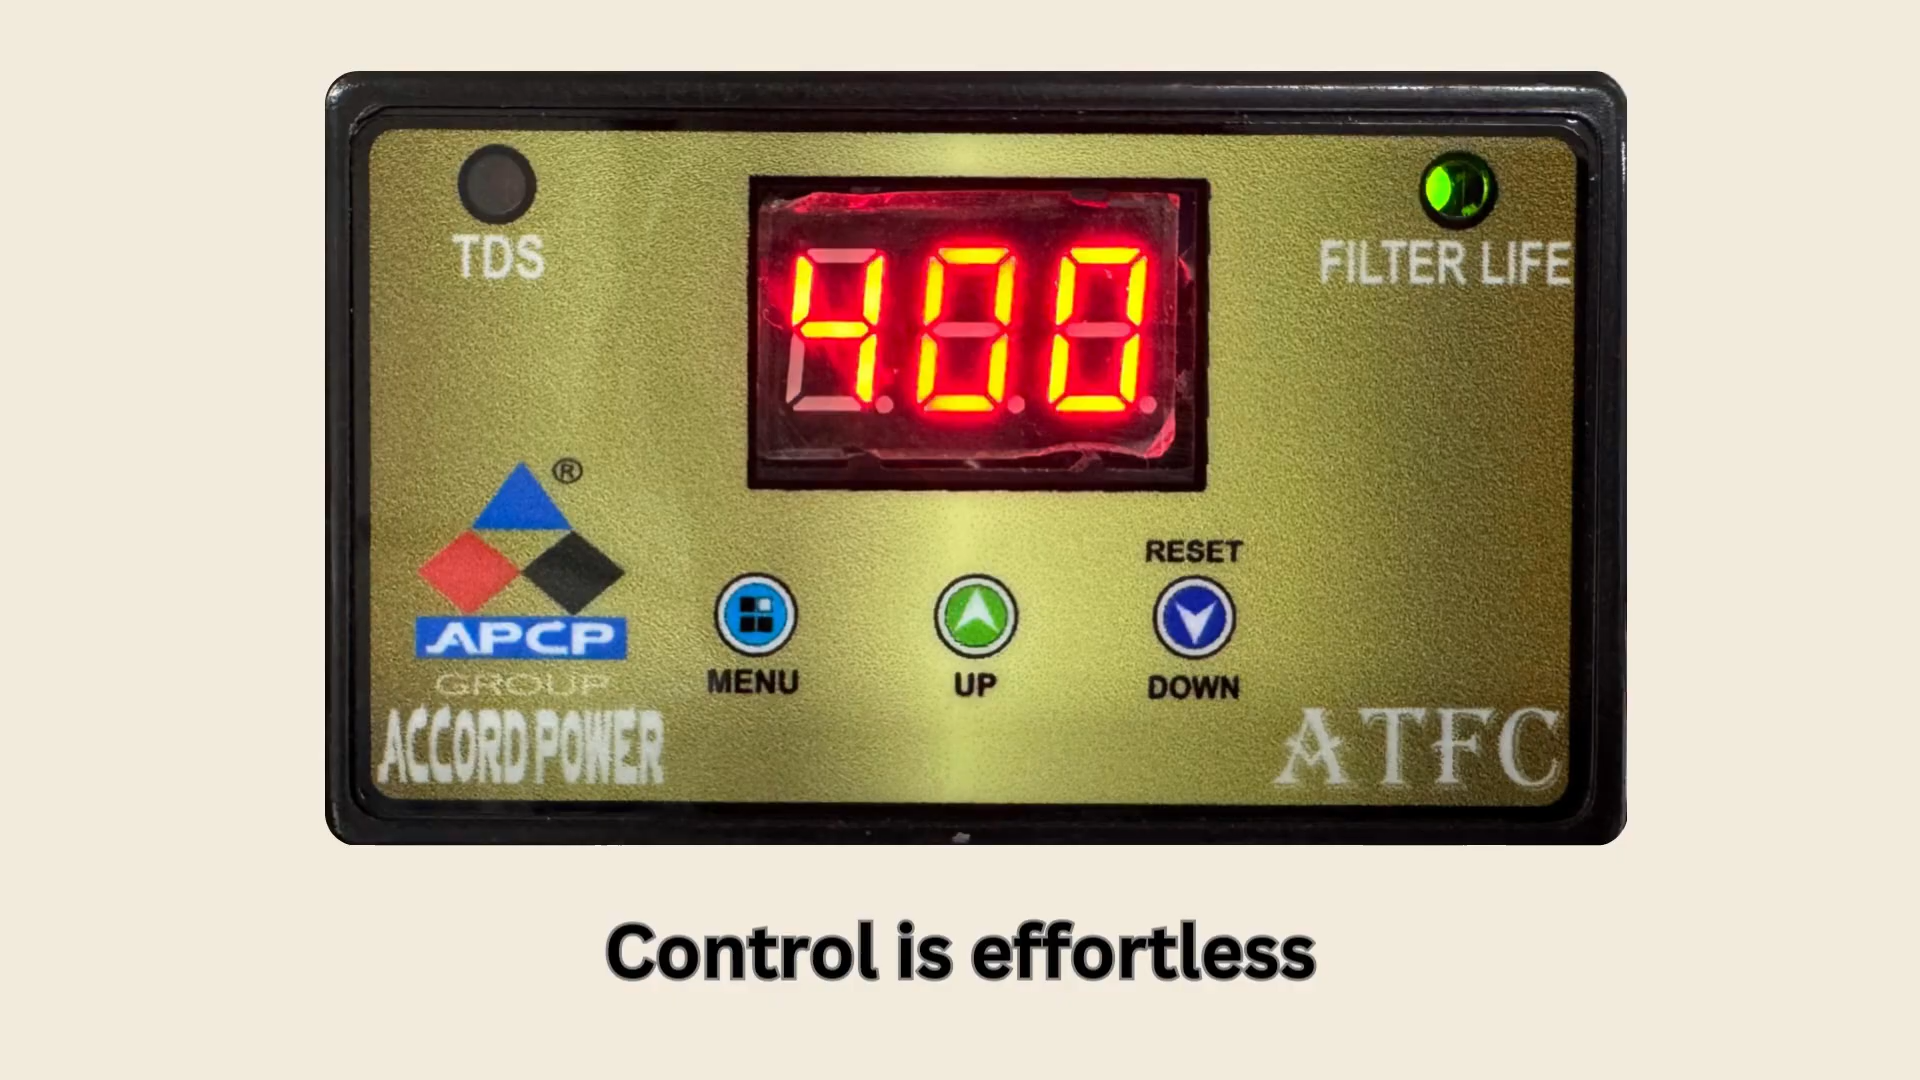 TDS
400
FILTER LIFE
®
APCP
GROUP
ACCORD POWER
MENU
UP
RESET
DOWN
ATFC
Control is effortless